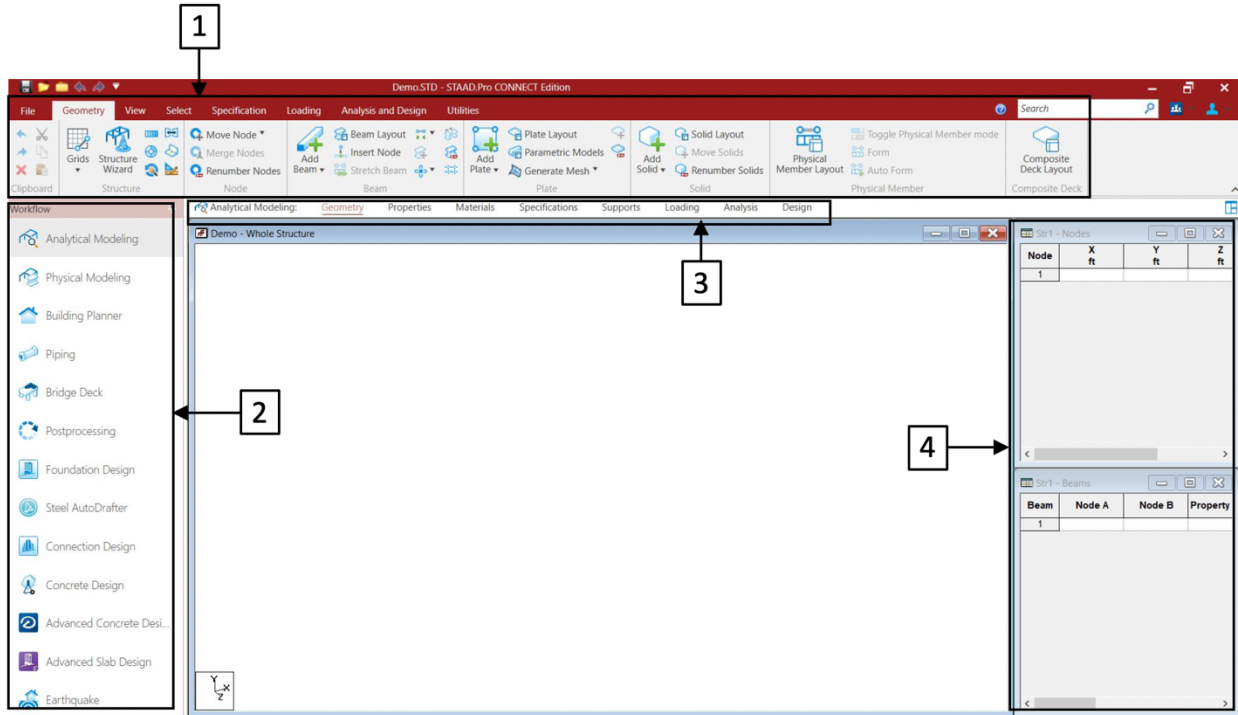 1
Demo.STD - STAAD.Pro CONNECT Edition
File Geometry View Select Specification Loading Analysis and Design Utilities Search
Grids
Structure Wizard
Move Node
Merge Nodes
Renumber Nodes
Add Beam
Beam Layout
Insert Node
Stretch Beam
Add Plate
Plate Layout
Parametric Models
Generate Mesh
Add Solid
Solid Layout
Move Solids
Renumber Solids
Physical Member Layout
Toggle Physical Member mode
Form
Auto Form
Composite Deck Layout
Clipboard Structure Node Beam Plate Solid Physical Member Composite Deck
Workflow
Analytical Modeling: Geometry Properties Materials Specifications Supports Loading Analysis Design
Analytical Modeling
Physical Modeling
Building Planner
Piping
Bridge Deck
Postprocessing
Foundation Design
Steel AutoDrafter
Connection Design
Concrete Design
Advanced Concrete Desi...
Advanced Slab Design
Earthquake
2
Demo - Whole Structure
3
Y
X
Z
4
Str1 - Nodes
Node X ft Y ft Z ft
1
Str1 - Beams
Beam Node A Node B Property
1